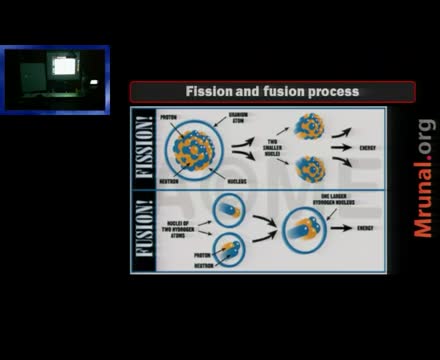 Fission and fusion process
FISSION!
PROTON
URANIUM
ATOM
NEUTRON
NUCLEUS
TWO
SMALLER
NUCLEI
ENERGY
FUSION!
NUCLEI OF
TWO HYDROGEN
ATOMS
PROTON
NEUTRON
ONE LARGER
HYDROGEN NUCLEUS
ENERGY
Mrunal.org